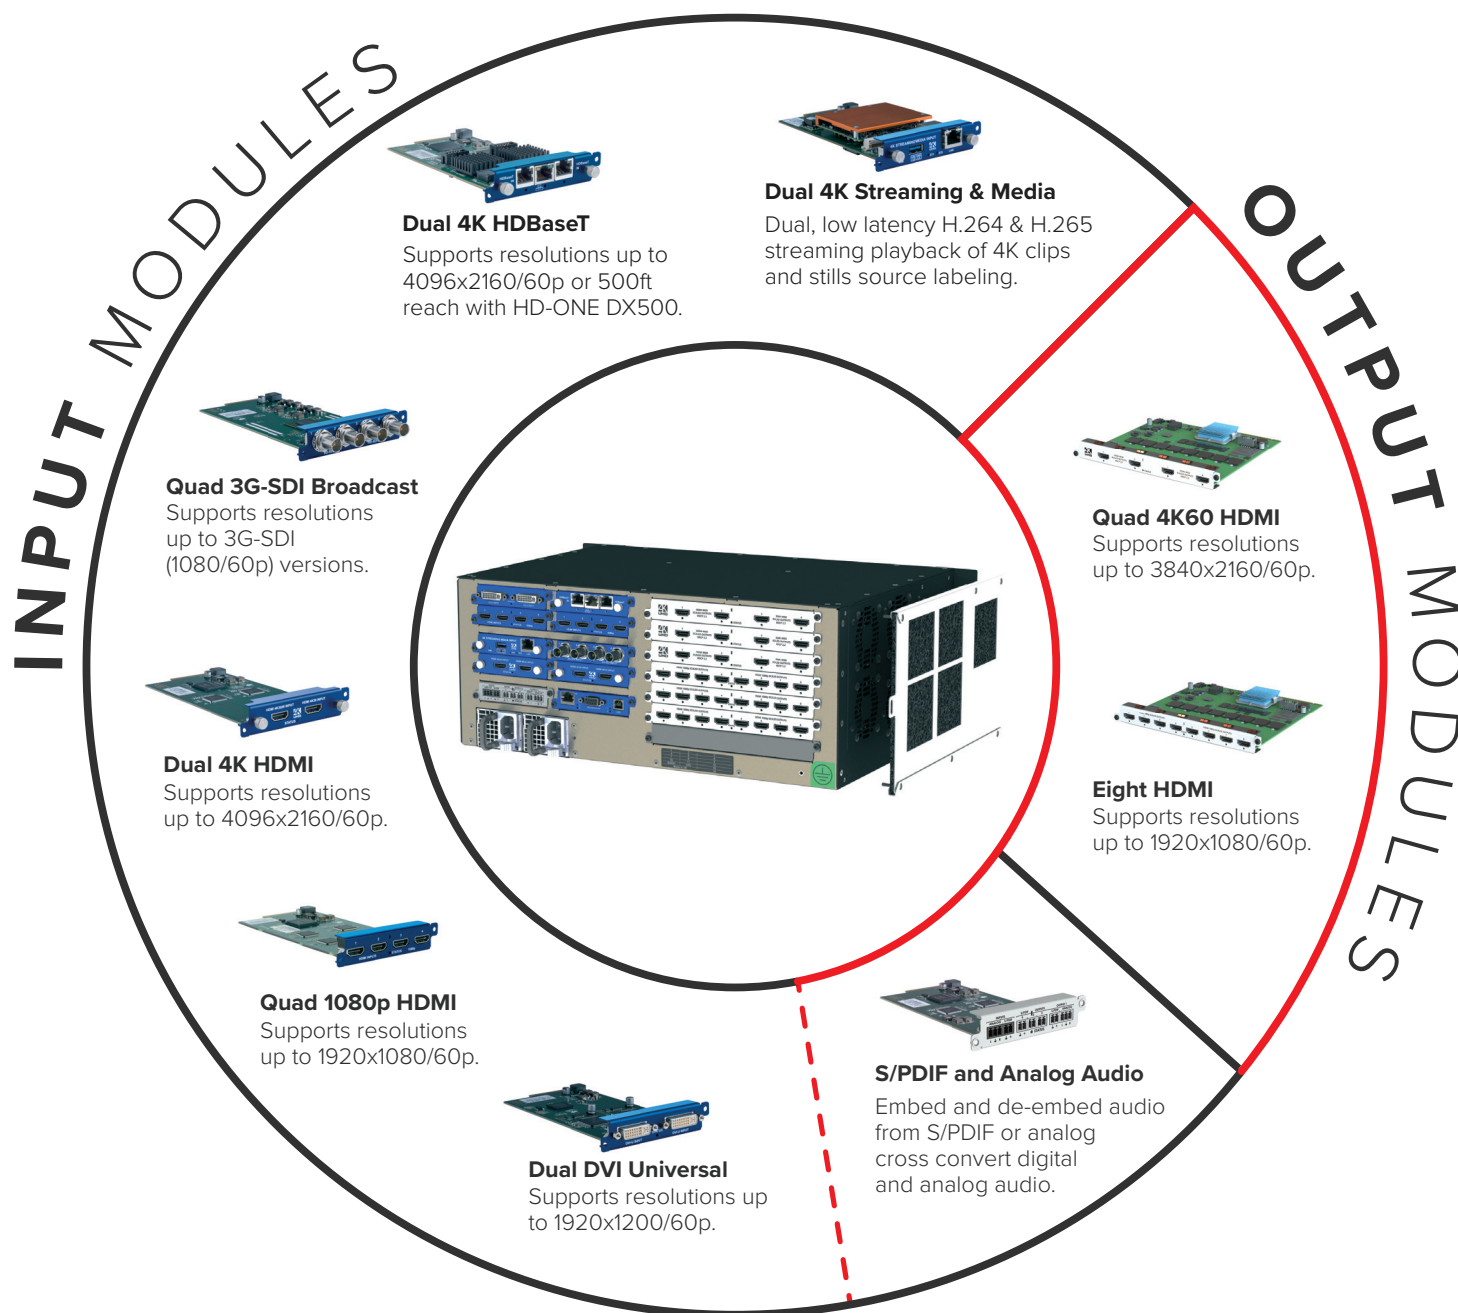 INPUT MODULES
OUTPUT MODULES
Dual 4K HDBaseT
Supports resolutions up to
4096x2160/60p or 500ft
reach with HD-ONE DX500.
Dual 4K Streaming & Media
Dual, low latency H.264 & H.265
streaming playback of 4K clips
and stills source labeling.
Quad 3G-SDI Broadcast
Supports resolutions
up to 3G-SDI
(1080/60p) versions.
Quad 4K60 HDMI
Supports resolutions
up to 3840x2160/60p.
Dual 4K HDMI
Supports resolutions
up to 4096x2160/60p.
Eight HDMI
Supports resolutions
up to 1920x1080/60p.
Quad 1080p HDMI
Supports resolutions
up to 1920x1080/60p.
S/PDIF and Analog Audio
Embed and de-embed audio
from S/PDIF or analog
cross convert digital
and analog audio.
Dual DVI Universal
Supports resolutions up
to 1920x1200/60p.